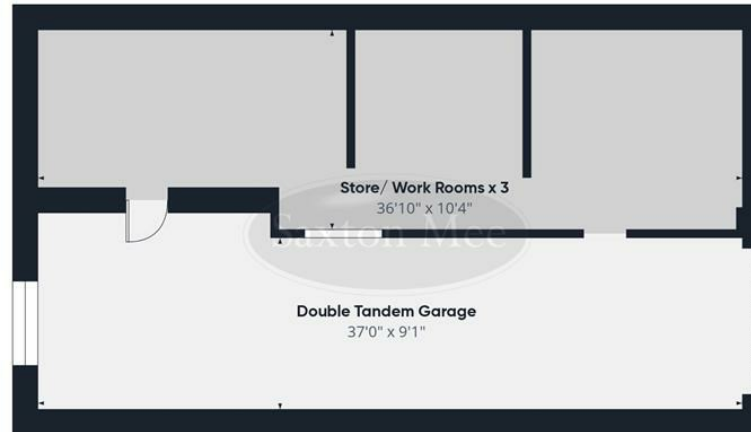 Store/ Work Rooms x 3
36'10" x 10'4"
Saxton Mee
Double Tandem Garage
37'0" x 9'1"